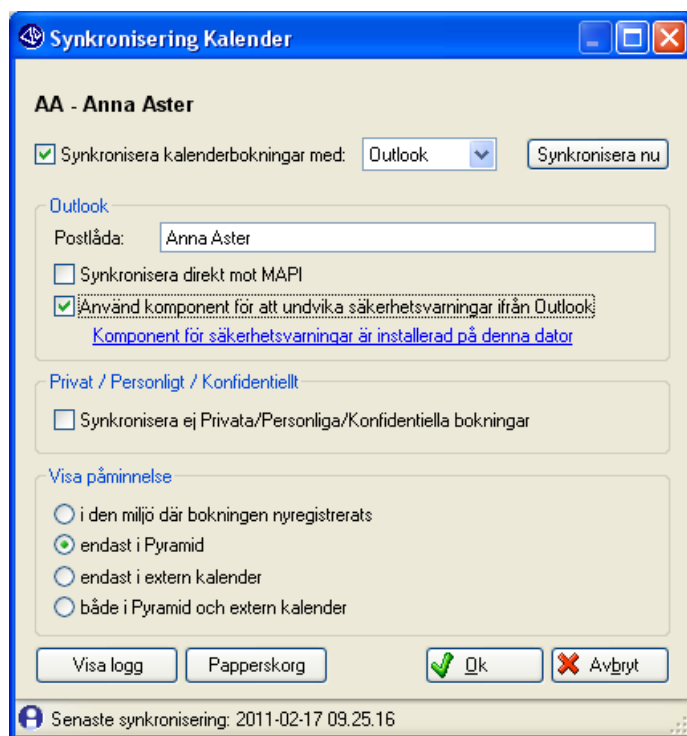 Synkronisering Kalender
AA - Anna Aster
Synkronisera kalenderbokningar med: Outlook Synkronisera nu
Outlook
Postlåda: Anna Aster
Synkronisera direkt mot MAPI
Använd komponent för att undvika säkerhetsvarningar ifrån Outlook
Komponent för säkerhetsvarningar är installerad på denna dator
Privat / Personligt / Konfidentiellt
Synkronisera ej Privata/Personliga/Konfidentiella bokningar
Visa påminnelse
i den miljö där bokningen nyregistrerats
endast i Pyramid
endast i extern kalender
både i Pyramid och extern kalender
Visa logg Papperskorg Ok Avbryt
Senaste synkronisering: 2011-02-17 09.25.16